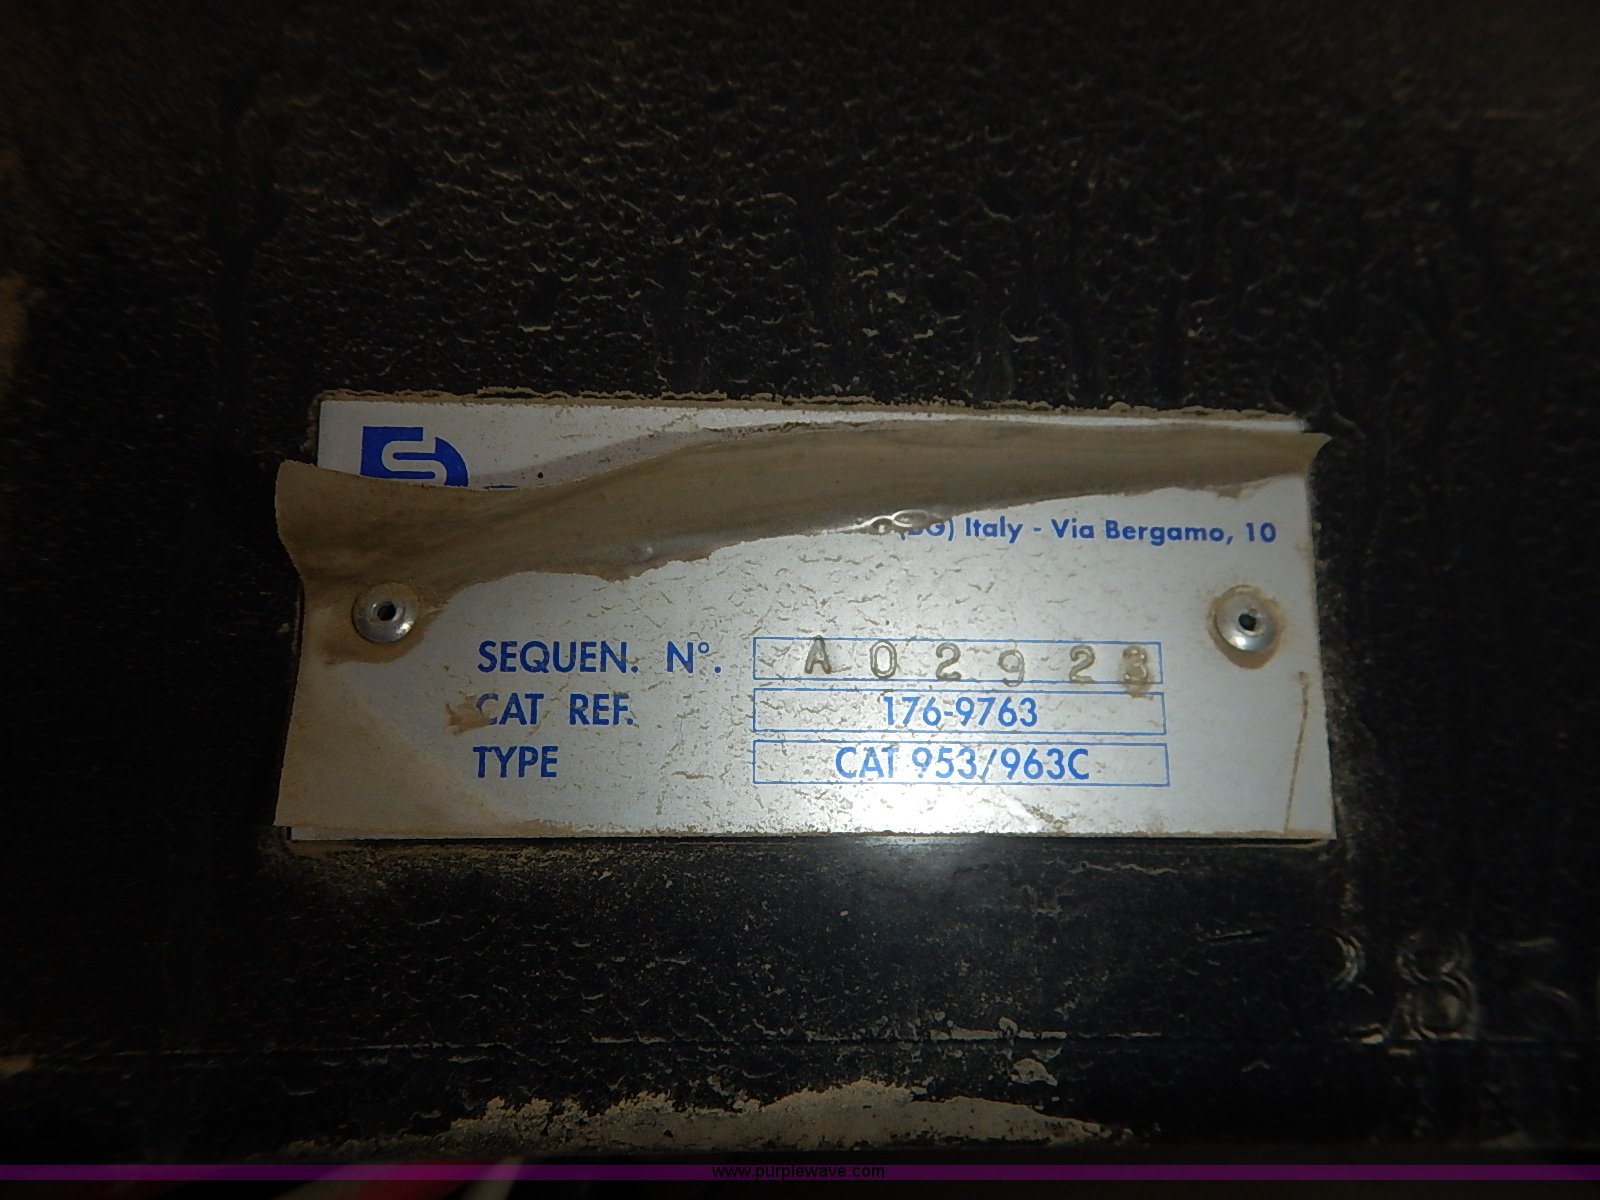 (BG) Italy - Via Bergamo, 10
SEQUEN. N°. A 0 2 9 2 3
CAT REF. 176-9763
TYPE CAT 953/963C
www.purplewave.com